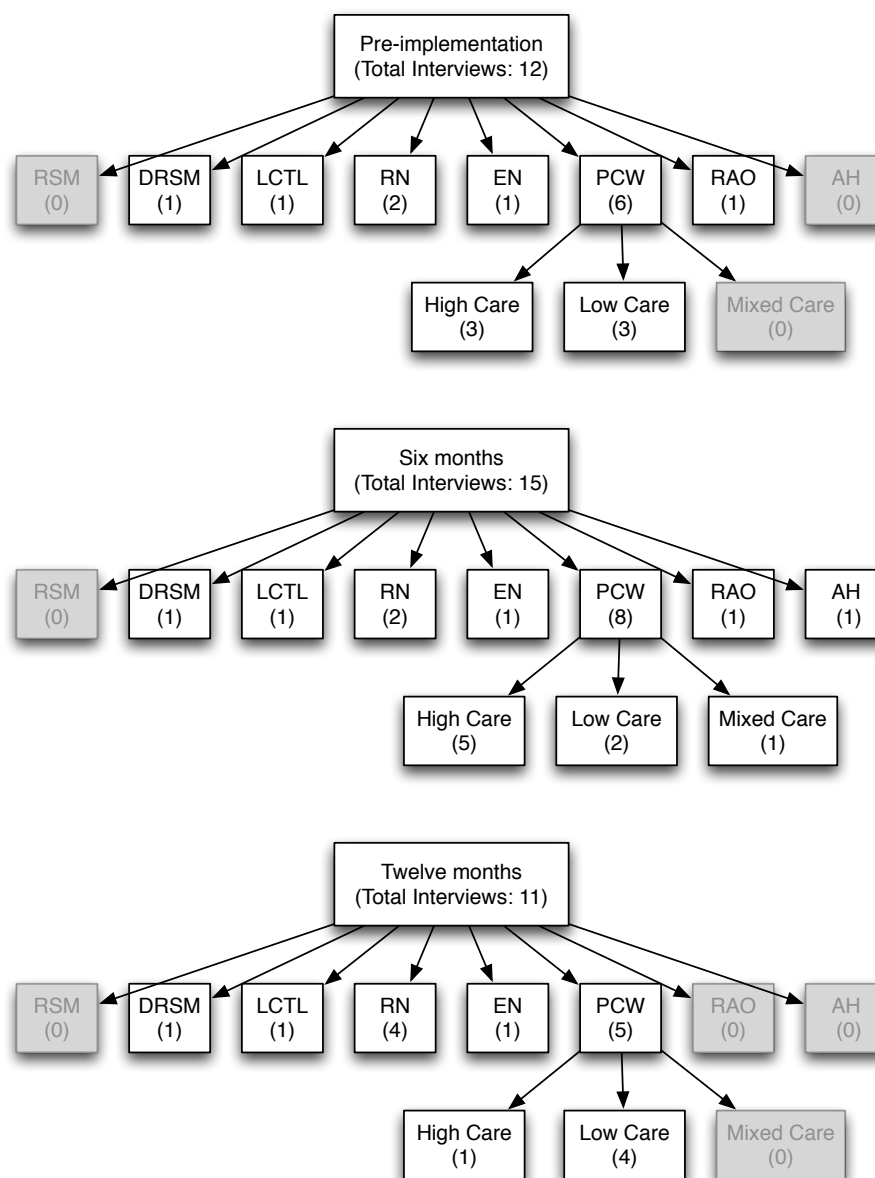 Pre-implementation
(Total Interviews: 12)
RSM
(0)
DRSM
(1)
LCTL
(1)
RN
(2)
EN
(1)
PCW
(6)
RAO
(1)
AH
(0)
High Care
(3)
Low Care
(3)
Mixed Care
(0)
Six months
(Total Interviews: 15)
RSM
(0)
DRSM
(1)
LCTL
(1)
RN
(2)
EN
(1)
PCW
(8)
RAO
(1)
AH
(1)
High Care
(5)
Low Care
(2)
Mixed Care
(1)
Twelve months
(Total Interviews: 11)
RSM
(0)
DRSM
(1)
LCTL
(1)
RN
(4)
EN
(1)
PCW
(5)
RAO
(0)
AH
(0)
High Care
(1)
Low Care
(4)
Mixed Care
(0)